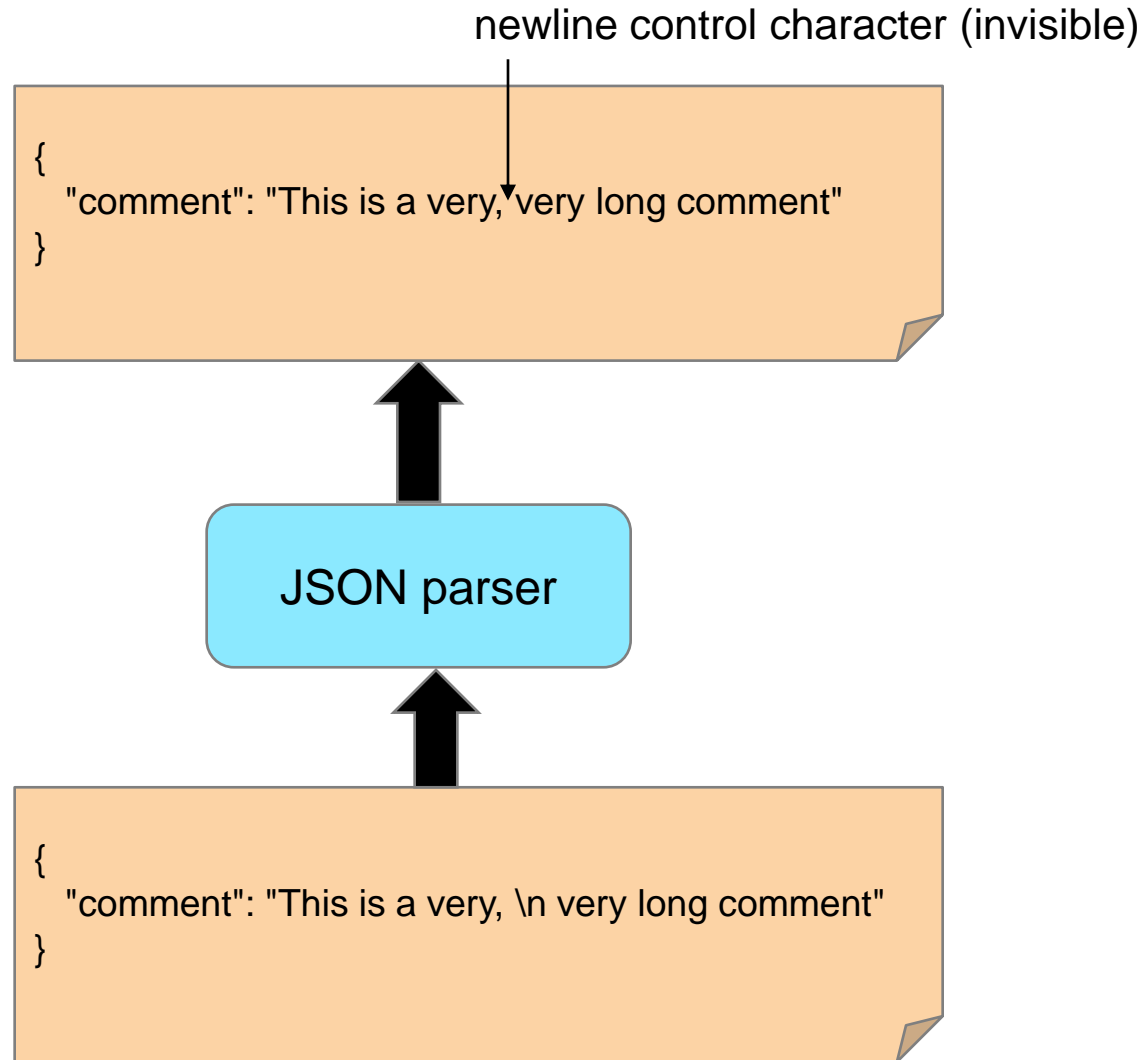 newline control character (invisible)
{
"comment": "This is a very, very long comment"
}
JSON parser
{
"comment": "This is a very, \n very long comment"
}